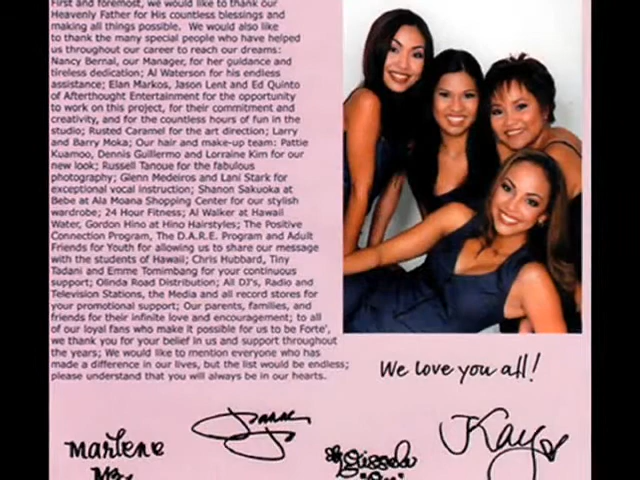 First and foremost, we would like to thank our
Heavenly Father for His countless blessings and
making all things possible. We would also like
to thank the many special people who have helped
us throughout our career to reach our dreams:
Nancy Bernal, our Manager, for her guidance and
tireless dedication; Al Waterson for his endless
assistance; Elan Markos, Jason Lent and Ed Quinto
of Afterthought Entertainment for the opportunity
to work on this project, for their commitment and
creativity, and for the countless hours of fun in the
studio; Rusted Caramel for the art direction; Larry
and Barry Moka; Our hair and make-up team: Pattie
Kuamoo, Dennis Guillermo and Lorraine Kim for our
new look; Russell Tanoue for the fabulous
photography; Glenn Medeiros and Lani Stark for
exceptional vocal instruction; Shanon Sakuoka at
Bebe at Ala Moana Shopping Center for our stylish
wardrobe; 24 Hour Fitness; Al Walker at Hawaii
Water, Gordon Hino at Hino Hairstyles; The Positive
Connection Program, The D.A.R.E. Program and Adult
Friends for Youth for allowing us to share our message
with the students of Hawaii; Chris Hubbard, Tiny
Tadani and Emme Tomimbang for your continuous
support; Olinda Road Distribution; All DJ's, Radio and
Television Stations, the Media and all record stores for
your promotional support; Our parents, families, and
friends for their infinite love and encouragement; to all
of our loyal fans who make it possible for us to be Forte',
we thank you for your belief in us and support throughout
the years; We would like to mention everyone who has
made a difference in our lives, but the list would be endless;
please understand that you will always be in our hearts.
We love you all!
Marlene
Kay